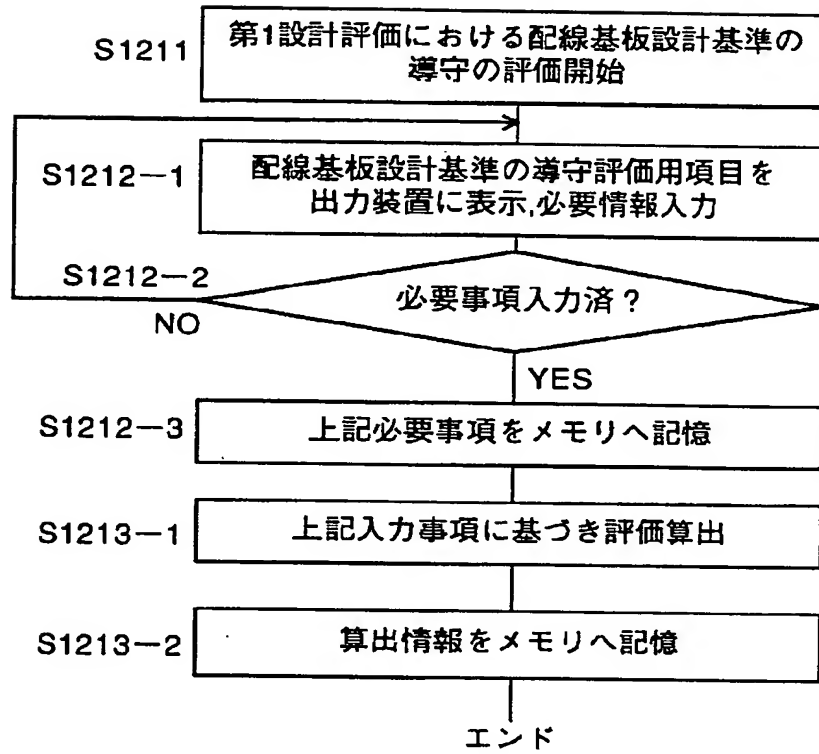 S1211
第1設計評価における配線基板設計基準の
導守の評価開始
S1212－1
配線基板設計基準の導守評価用項目を
出力装置に表示,必要情報入力
S1212－2
必要事項入力済？
NO
YES
S1212－3
上記必要事項をメモリへ記憶
S1213－1
上記入力事項に基づき評価算出
S1213－2
算出情報をメモリへ記憶
エンド